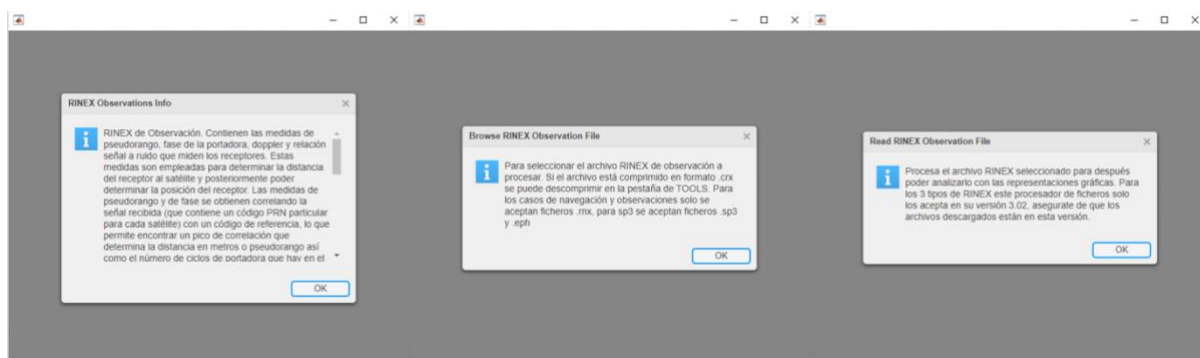 RINEX Observations Info
RINEX de Observación. Contienen las medidas de
pseudorango, fase de la portadora, doppler y relación
señal a ruido que miden los receptores. Estas
medidas son empleadas para determinar la distancia
del receptor al satélite y posteriormente poder
determinar la posición del receptor. Las medidas de
pseudorango y de fase se obtienen correlando la
señal recibida (que contiene un código PRN particular
para cada satélite) con un código de referencia, lo que
permite encontrar un pico de correlación que
determina la distancia en metros o pseudorango así
como el número de ciclos de portadora que hay en el
OK
Browse RINEX Observation File
Para seleccionar el archivo RINEX de observación a
procesar. Si el archivo está comprimido en formato .crx
se puede descomprimir en la pestaña de TOOLS. Para
los casos de navegación y observaciones solo se
aceptan ficheros .rnx, para sp3 se aceptan ficheros .sp3
y .eph
OK
Read RINEX Observation File
Procesa el archivo RINEX seleccionado para después
poder analizarlo con las representaciones gráficas. Para
los 3 tipos de RINEX este procesador de ficheros solo
los acepta en su versión 3.02, asegurate de que los
archivos descargados están en esta versión.
OK